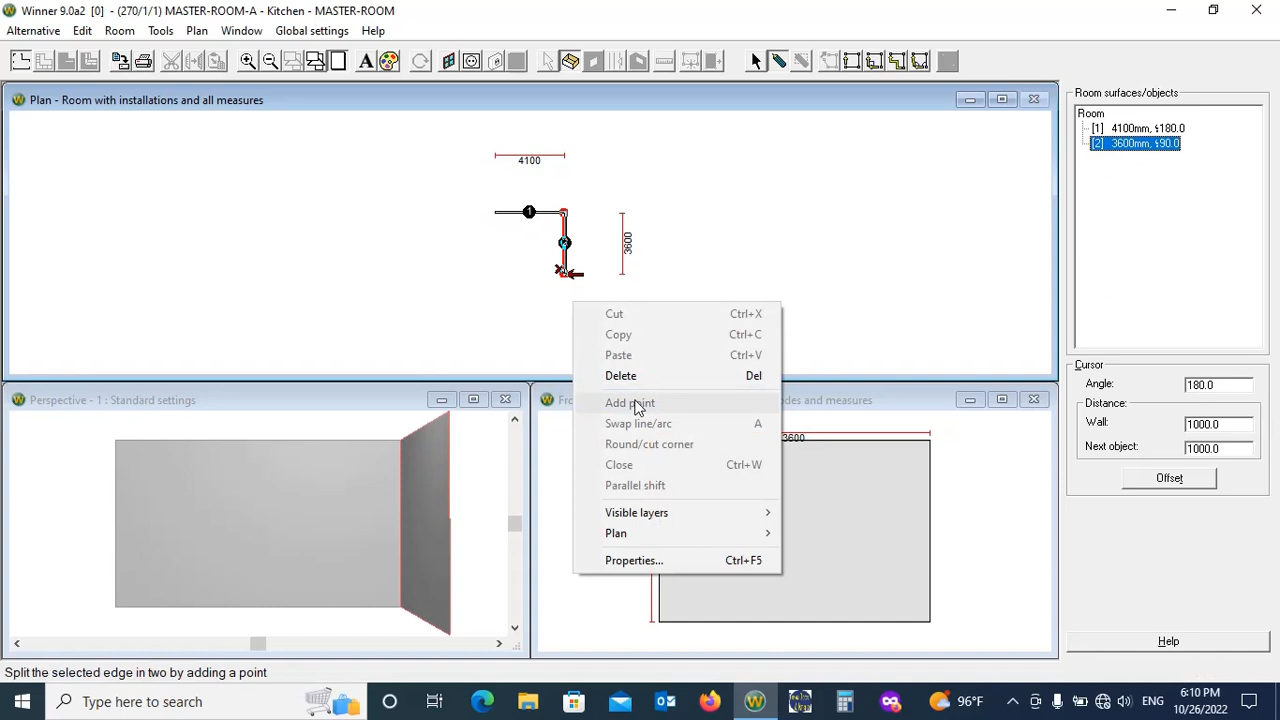 Winner 9.0a2 [0] - (270/1/1) MASTER-ROOM-A - Kitchen - MASTER-ROOM
Alternative Edit Room Tools Plan Window Global settings Help
Plan - Room with installations and all measures
4100
1
3600
Room surfaces/objects
Room
[1] 4100mm, 180.0
[2] 3600mm, 90.0
Cut Ctrl+X
Copy Ctrl+C
Paste Ctrl+V
Delete Del
Add point
Swap line/arc A
Round/cut corner
Close Ctrl+W
Parallel shift
Visible layers
Plan
Properties... Ctrl+F5
Cursor
Angle: 180.0
Distance:
Wall: 1000.0
Next object: 1000.0
Offset
Help
Perspective - 1 : Standard settings
odes and measures
3600
Split the selected edge in two by adding a point
Type here to search
96°F
ENG
6:10 PM
10/26/2022